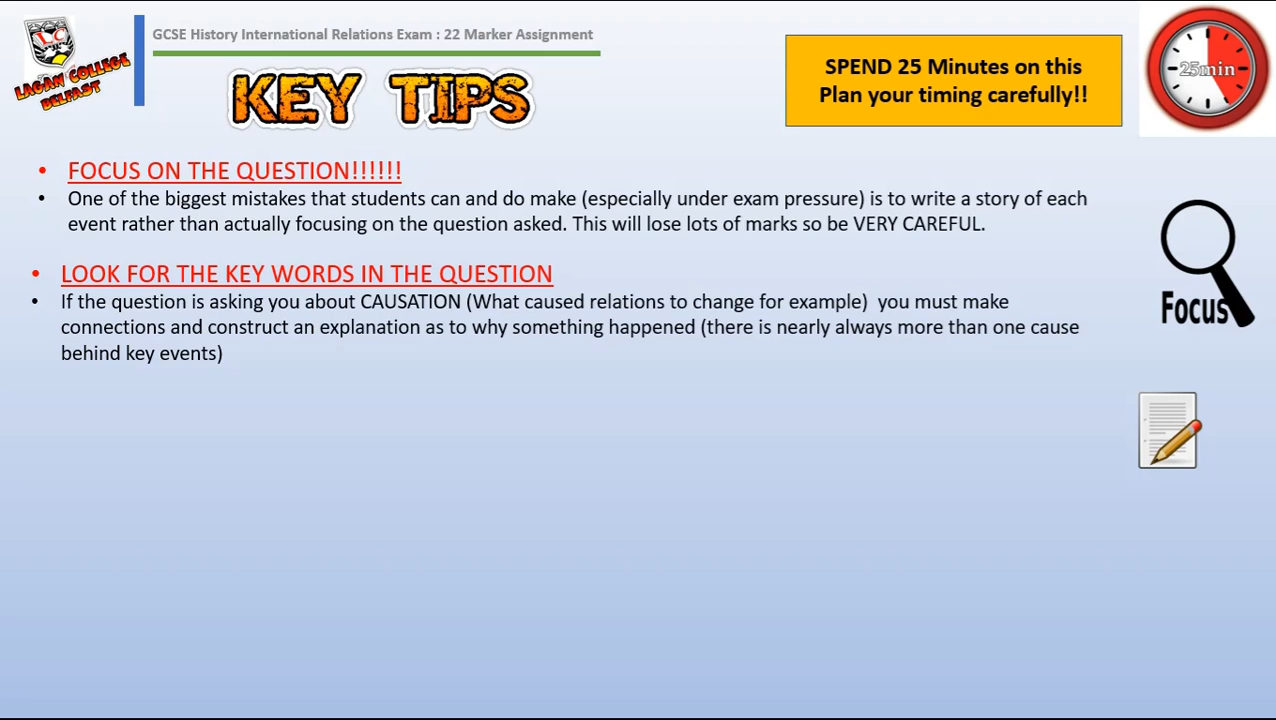 LC
LAGAN COLLEGE
BELFAST
GCSE History International Relations Exam : 22 Marker Assignment
KEY TIPS
SPEND 25 Minutes on this
Plan your timing carefully!!
25min
• FOCUS ON THE QUESTION!!!!!!
• One of the biggest mistakes that students can and do make (especially under exam pressure) is to write a story of each
event rather than actually focusing on the question asked. This will lose lots of marks so be VERY CAREFUL.
• LOOK FOR THE KEY WORDS IN THE QUESTION
• If the question is asking you about CAUSATION (What caused relations to change for example)  you must make
connections and construct an explanation as to why something happened (there is nearly always more than one cause
behind key events)
Focus